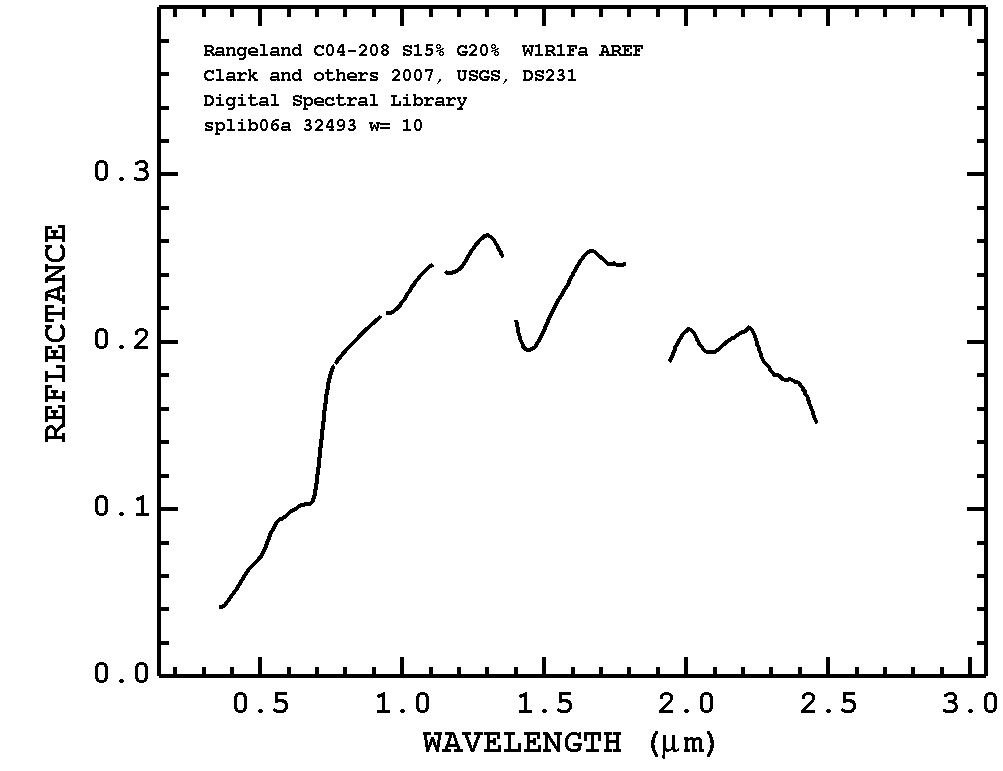 Rangeland C04-208 S15% G20%  W1R1Fa AREF
Clark and others 2007, USGS, DS231
Digital Spectral Library
splib06a 32493 w= 10
0.3
0.2
0.1
0.0
REFLECTANCE
0.5 1.0 1.5 2.0 2.5 3.0
WAVELENGTH (μm)